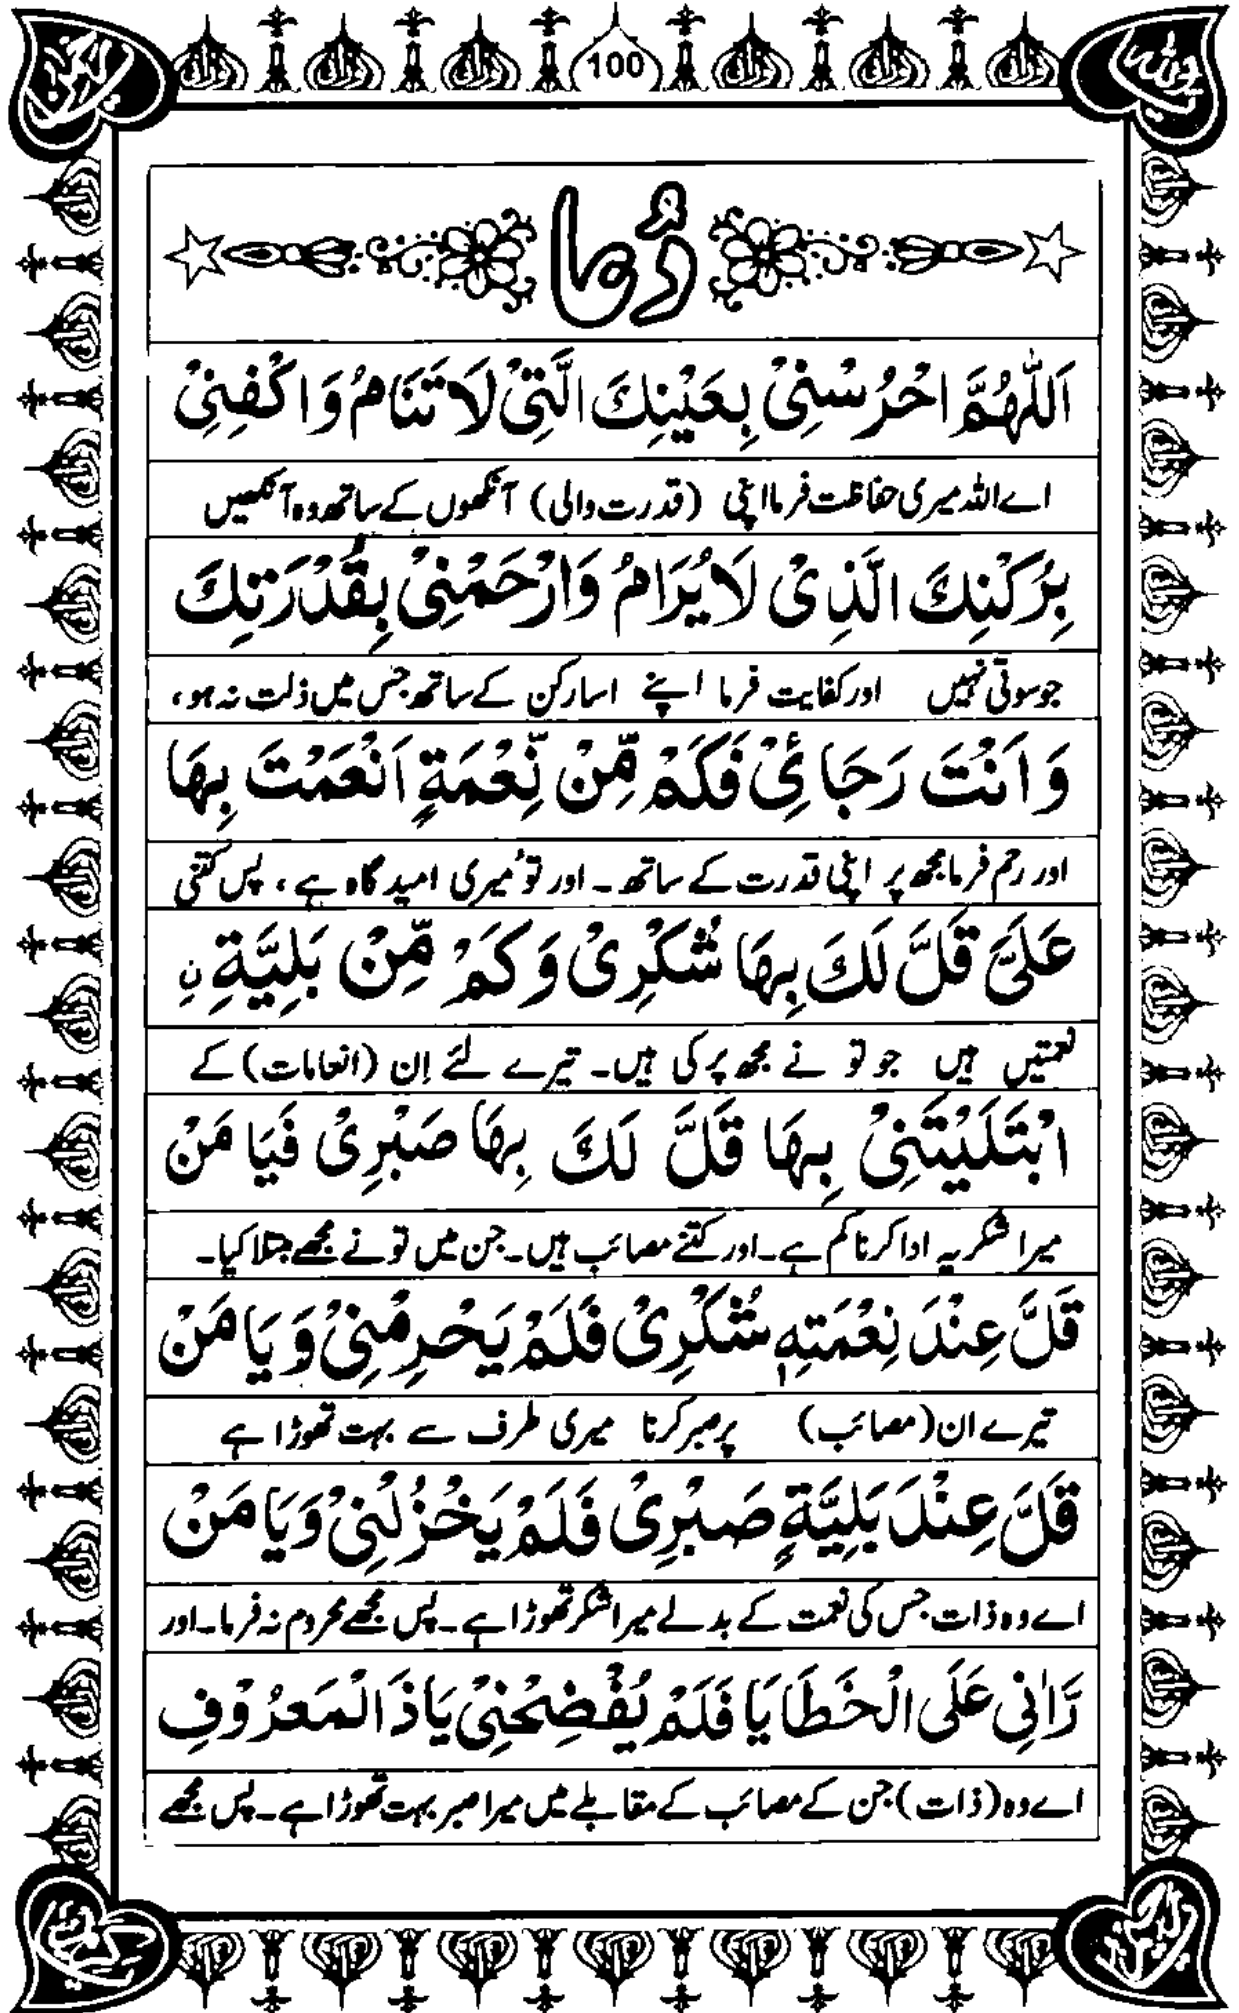 100
دُعا
اَللّٰهُمَّ احْرُسْنِیْ بِعَیْنِكَ الَّتِیْ لَا تَنَامُ وَاكْفِنِیْ
اے اللہ میری حفاظت فرما اپنی (قدرت والی) آنکھوں کے ساتھ وہ آنکھیں
بِرُكْنِكَ الَّذِیْ لَا یُرَامُ وَارْحَمْنِیْ بِقُدْرَتِكَ
جو سوتی نہیں اور کفایت فرما اپنے اسارکن کے ساتھ جس میں ذلت نہ ہو،
وَاَنْتَ رَجَائِیْ فَكَمْ مِّنْ نِّعْمَةٍ اَنْعَمْتَ بِهَا
اور رحم فرما مجھ پر اپنی قدرت کے ساتھ۔ اور تُو میری امید گاہ ہے، پس کتنی
عَلَیَّ قَلَّ لَكَ بِهَا شُكْرِیْ وَكَمْ مِّنْ بَلِیَّةِ نِ
نعمتیں ہیں جو تو نے مجھ پر کی ہیں۔ تیرے لئے اِن (انعامات) کے
ابْتَلَیْتَنِیْ بِهَا قَلَّ لَكَ بِهَا صَبْرِیْ فَیَا مَنْ
میرا شکریہ ادا کرنا کم ہے۔ اور کتنے مصائب ہیں۔ جن میں تو نے مجھے مبتلا کیا۔
قَلَّ عِنْدَ نِعْمَتِهٖ شُكْرِیْ فَلَمْ یَحْرِمْنِیْ وَیَا مَنْ
تیرے ان (مصائب) پر صبر کرنا میری طرف سے بہت تھوڑا ہے
قَلَّ عِنْدَ بَلِیَّةٍ صَبْرِیْ فَلَمْ یَخْزُلْنِیْ وَیَا مَنْ
اے وہ ذات جس کی نعمت کے بدلے میرا شکر تھوڑا ہے۔ پس مجھے محروم نہ فرما۔ اور
رَّاٰنِیْ عَلَی الْخَطَایَا فَلَمْ یُفْضِحْنِیْ یَا ذَالْمَعْرُوْفِ
اے وہ (ذات) جن کے مصائب کے مقابلے میں میرا صبر بہت تھوڑا ہے۔ پس مجھے